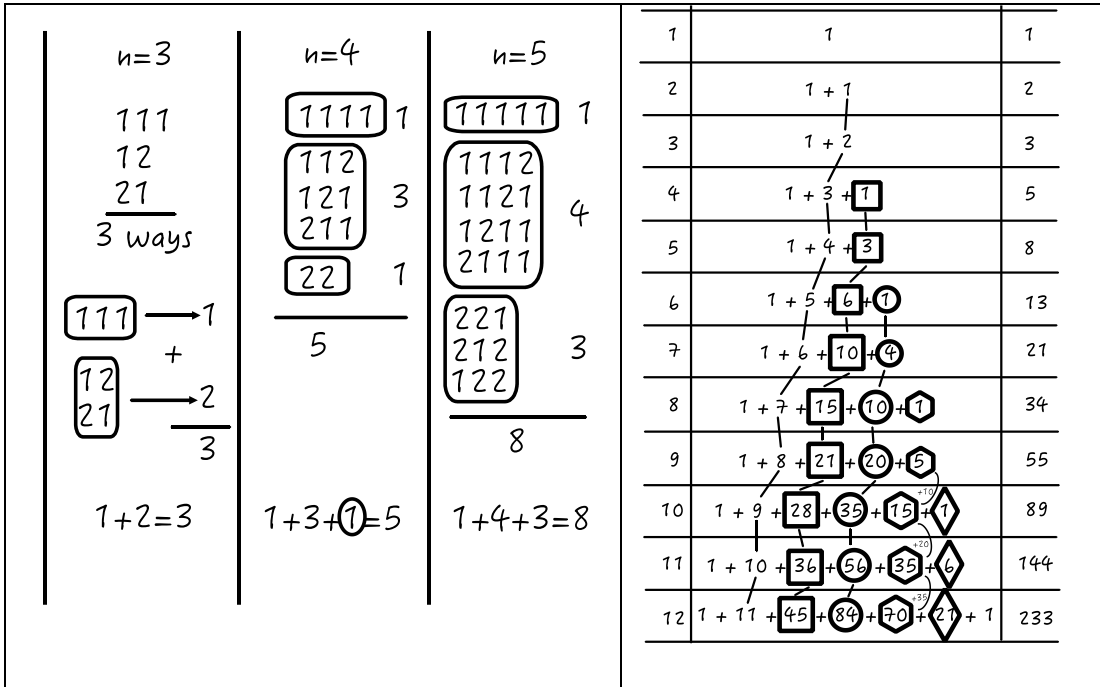 n=3
111
12
21
3 ways
111 → 1
+
12
21 → 2
3
1+2=3
n=4
1111 1
112
121 3
211
22 1
5
1+3+1=5
n=5
11111 1
1112
1121
1211
2111
4
221
212
122
3
8
1+4+3=8
1 1 1
2 1 + 1 2
3 1 + 2 3
4 1 + 3 + 1 5
5 1 + 4 + 3 8
6 1 + 5 + 6 + 1 13
7 1 + 6 + 10 + 4 21
8 1 + 7 + 15 + 10 + 1 34
9 1 + 8 + 21 + 20 + 5 55
+10
10 1 + 9 + 28 + 35 + 15 + 1 89
+20
11 1 + 10 + 36 + 56 + 35 + 6 144
+35
12 1 + 11 + 45 + 84 + 70 + 21 + 1 233